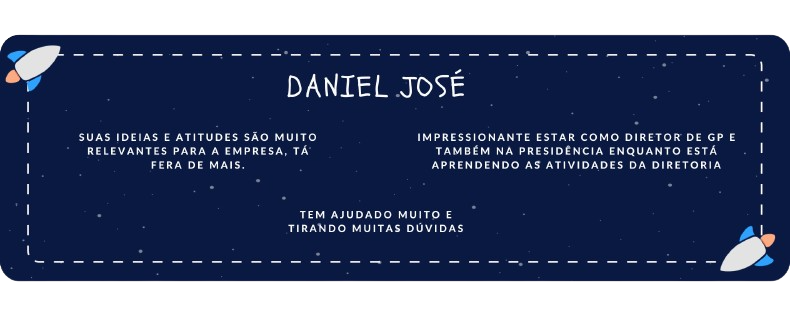 DANIEL JOSÉ
SUAS IDEIAS E ATITUDES SÃO MUITO
RELEVANTES PARA A EMPRESA, TÁ
FERA DE MAIS.
IMPRESSIONANTE ESTAR COMO DIRETOR DE GP E
TAMBÉM NA PRESIDÊNCIA ENQUANTO ESTÁ
APRENDENDO AS ATIVIDADES DA DIRETORIA
TEM AJUDADO MUITO E
TIRANDO MUITAS DÚVIDAS